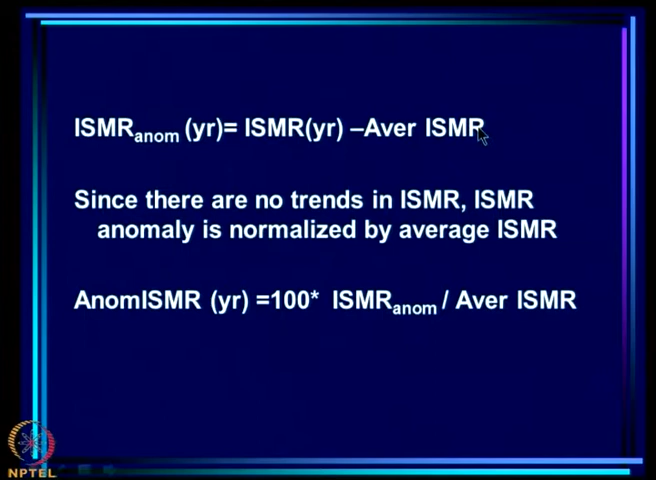 ISMRanom (yr)= ISMR(yr) –Aver ISMR
Since there are no trends in ISMR, ISMR
anomaly is normalized by average ISMR
AnomISMR (yr) =100* ISMRanom / Aver ISMR
NPTEL